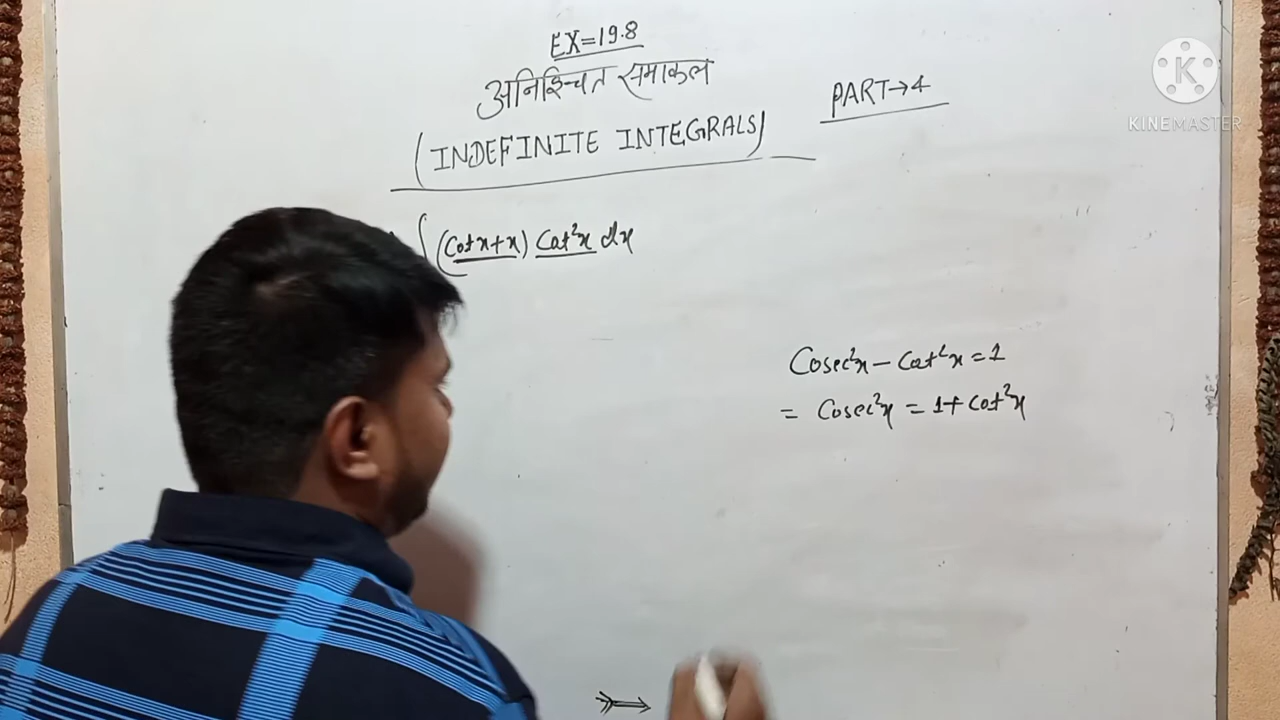 EX=19.8
अनिश्चित समाकल
(INDEFINITE INTEGRALS)
PART→4
KINEMASTER
∫(cotx+x) cot²x dx
Cosec²x - cot²x = 1
= Cosec²x = 1+cot²x